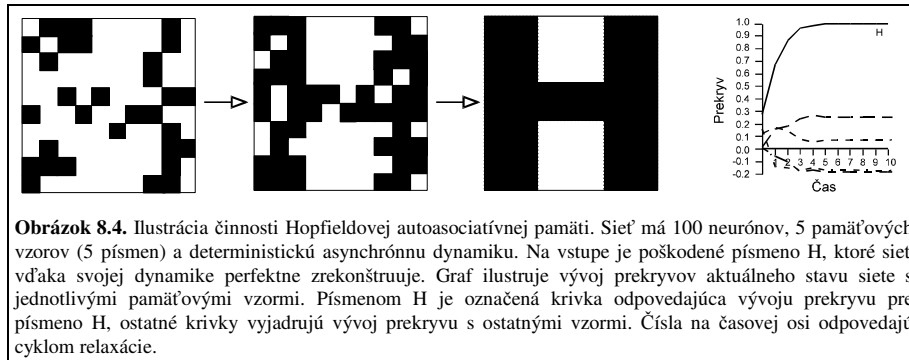 1.0
0.9
0.8
0.7
0.6
0.5
0.4
0.3
0.2
0.1
0.0
-0.1
-0.2
Prekryv
H
1 2 3 4 5 6 7 8 9 10
Čas
Obrázok 8.4. Ilustrácia činnosti Hopfieldovej autoasociatívnej pamäti. Sieť má 100 neurónov, 5 pamäťových
vzorov (5 písmen) a deterministickú asynchrónnu dynamiku. Na vstupe je poškodené písmeno H, ktoré sieť
vďaka svojej dynamike perfektne zrekonštruuje. Graf ilustruje vývoj prekryvov aktuálneho stavu siete s
jednotlivými pamäťovými vzormi. Písmenom H je označená krivka odpovedajúca vývoju prekryvu pre
písmeno H, ostatné krivky vyjadrujú vývoj prekryvu s ostatnými vzormi. Čísla na časovej osi odpovedajú
cyklom relaxácie.